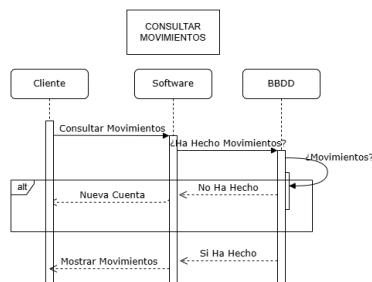 CONSULTAR
MOVIMIENTOS
Cliente
Software
BBDD
Consultar Movimientos
¿Ha Hecho Movimientos?
¿Movimientos?
alt
No Ha Hecho
Nueva Cuenta
Si Ha Hecho
Mostrar Movimientos